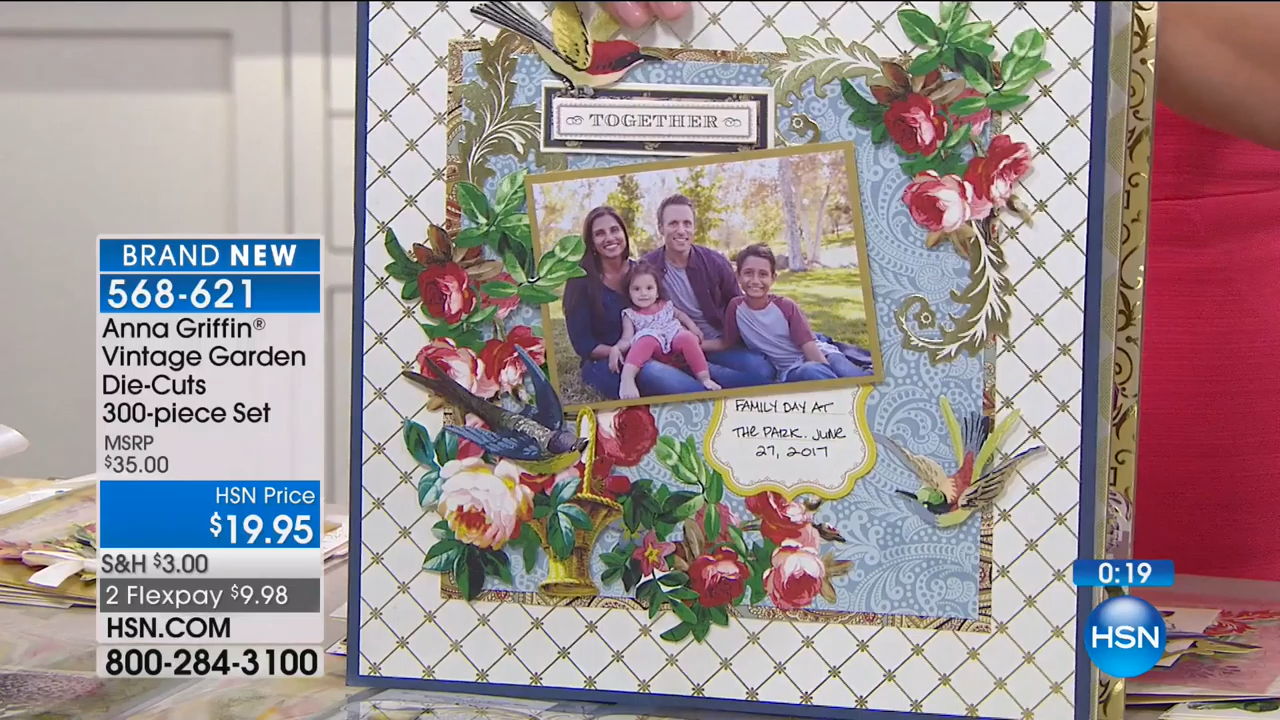 BRAND NEW
568-621
Anna Griffin®
Vintage Garden
Die-Cuts
300-piece Set
MSRP
$35.00
HSN Price
$19.95
S&H $3.00
2 Flexpay $9.98
HSN.COM
800-284-3100
TOGETHER
FAMILY DAY AT
THE PARK. JUNE
27, 2017
0:19
HSN